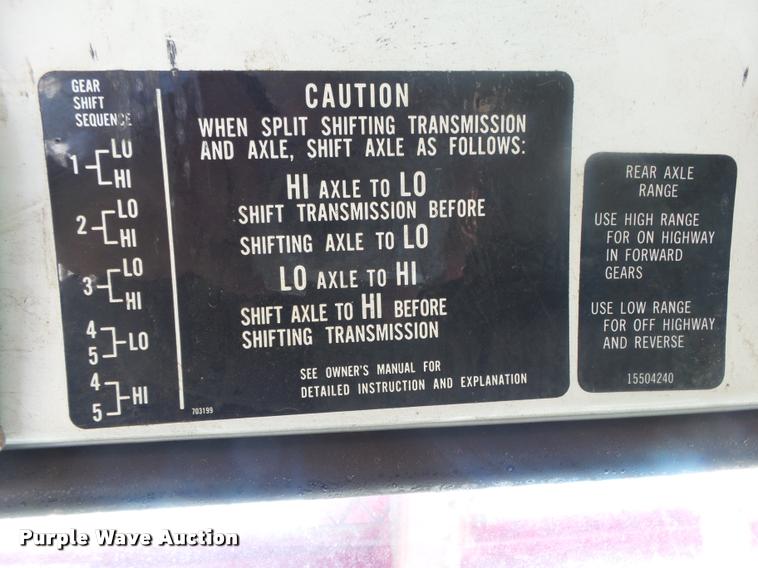 GEAR
SHIFT
SEQUENCE
1 LO
HI
2 LO
HI
3 LO
HI
4
5 LO
4
5 HI
CAUTION
WHEN SPLIT SHIFTING TRANSMISSION
AND AXLE, SHIFT AXLE AS FOLLOWS:
HI AXLE TO LO
SHIFT TRANSMISSION BEFORE
SHIFTING AXLE TO LO
LO AXLE TO HI
SHIFT AXLE TO HI BEFORE
SHIFTING TRANSMISSION
SEE OWNER'S MANUAL FOR
DETAILED INSTRUCTION AND EXPLANATION
703199
REAR AXLE
RANGE
USE HIGH RANGE
FOR ON HIGHWAY
IN FORWARD
GEARS
USE LOW RANGE
FOR OFF HIGHWAY
AND REVERSE
15504240
Purple Wave Auction